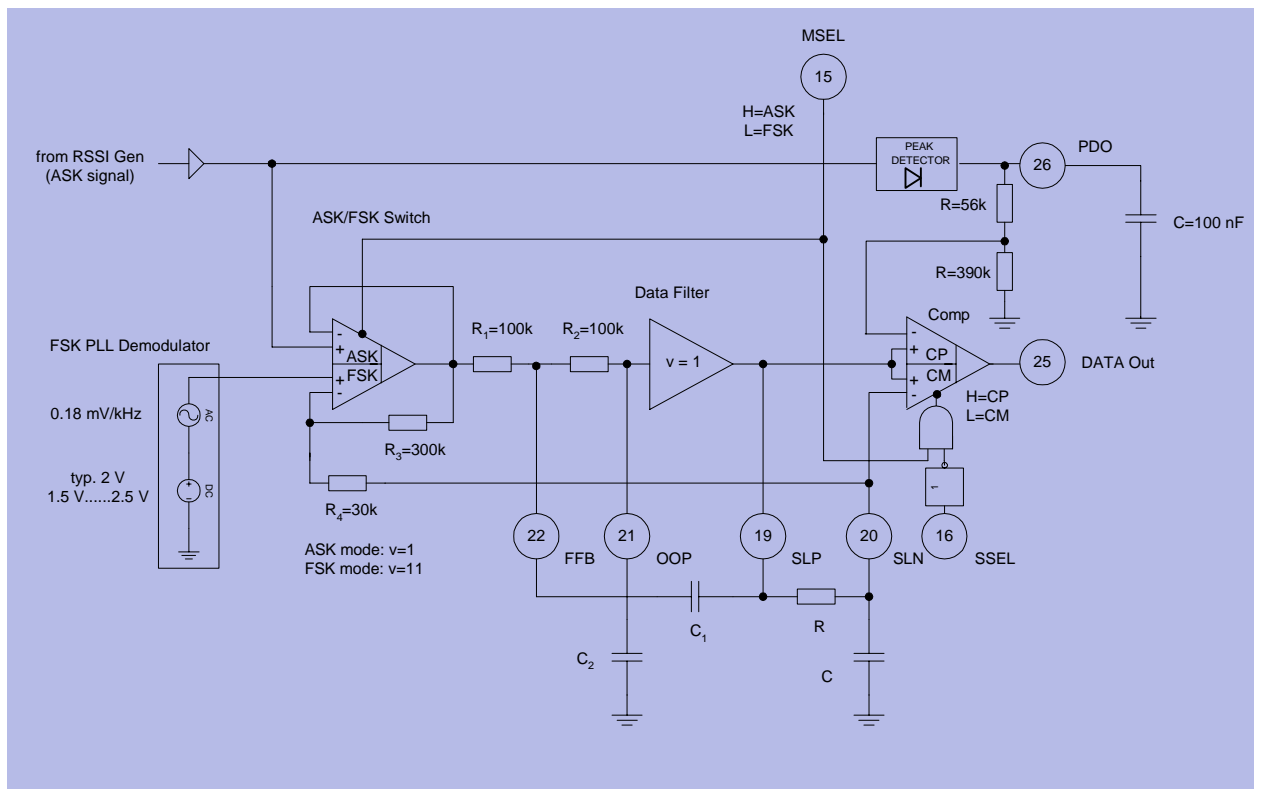 MSEL
15
H=ASK
L=FSK
from RSSI Gen
(ASK signal)
PEAK
DETECTOR
PDO
26
R=56k
C=100 nF
ASK/FSK Switch
R=390k
Data Filter
Comp
FSK PLL Demodulator
R1=100k
R2=100k
-
+
ASK
FSK
+
-
v = 1
-
+
CP
CM
+
-
25
DATA Out
H=CP
L=CM
0.18 mV/kHz
AC
R3=300k
typ. 2 V
1.5 V......2.5 V
+
-
DC
R4=30k
1
ASK mode: v=1
FSK mode: v=11
22
FFB
21
OOP
19
SLP
20
SLN
16
SSEL
C1
R
C2
C